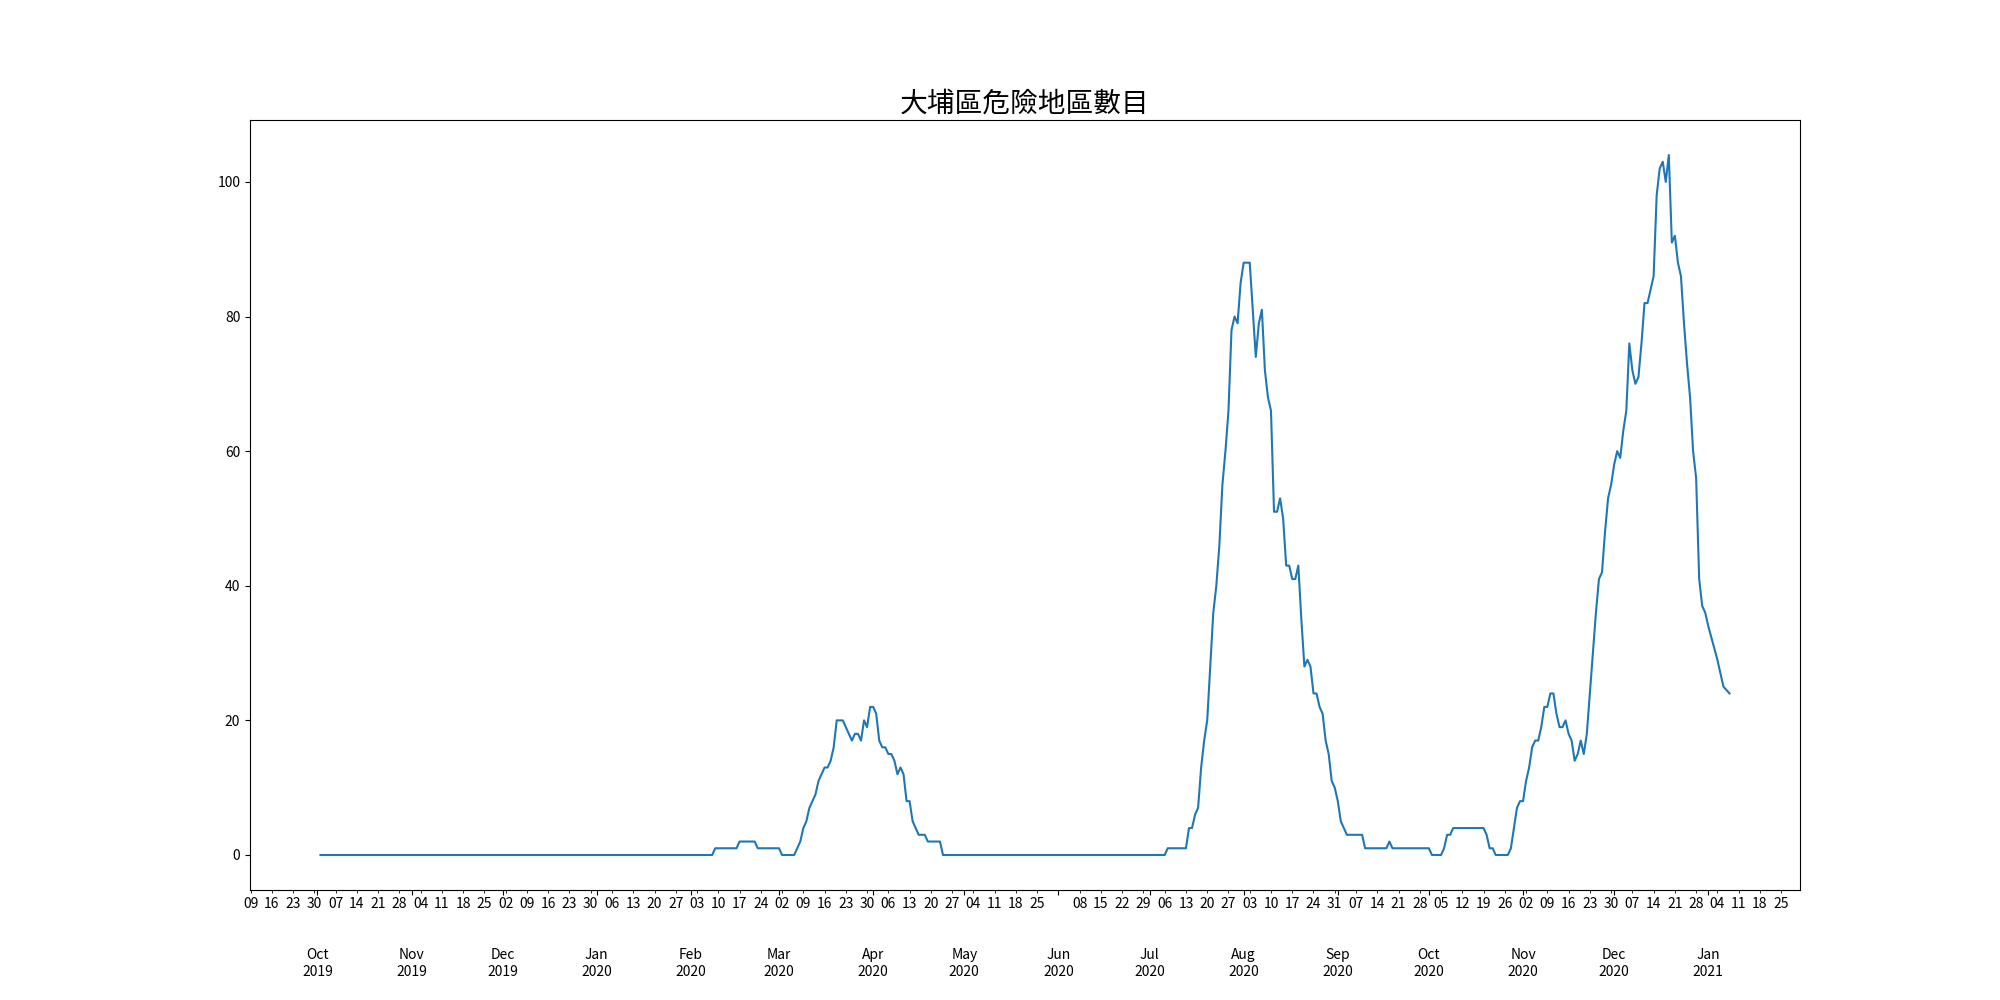 大埔區危險地區數目
100
80
60
40
20
0
09 16 23 30 07 14 21 28 04 11 18 25 02 09 16 23 30 06 13 20 27 03 10 17 24 02 09 16 23 30 06 13 20 27 04 11 18 25 08 15 22 29 06 13 20 27 03 10 17 24 31 07 14 21 28 05 12 19 26 02 09 16 23 30 07 14 21 28 04 11 18 25
Oct Nov Dec Jan Feb Mar Apr May Jun Jul Aug Sep Oct Nov Dec Jan
2019 2019 2019 2020 2020 2020 2020 2020 2020 2020 2020 2020 2020 2020 2020 2021